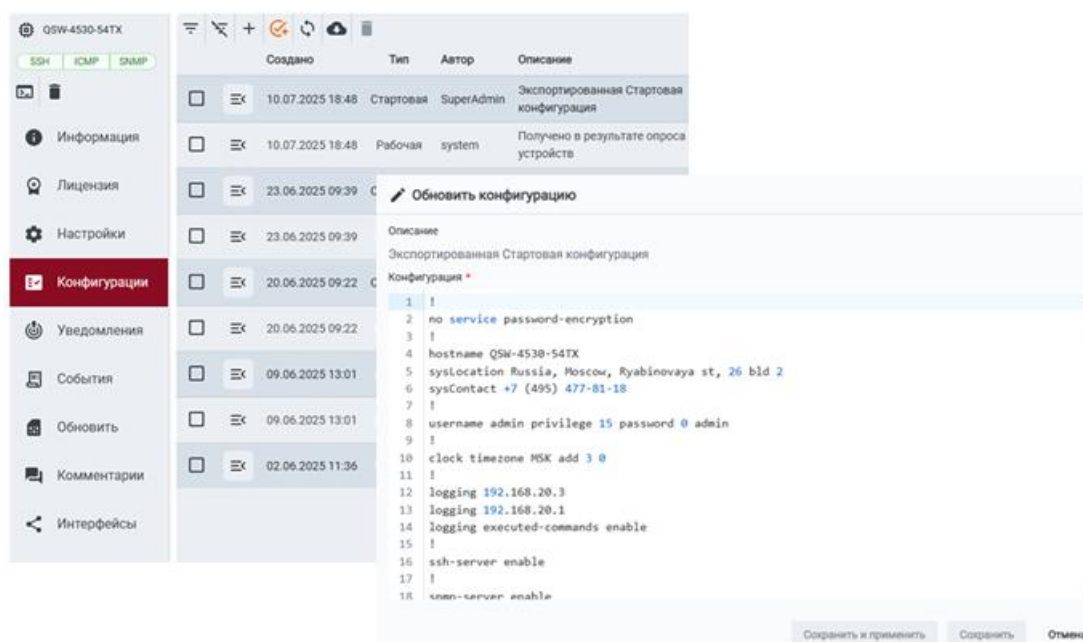 QSW-4530-54TX
SSH ICMP SNMP
Информация
Лицензия
Настройки
Конфигурации
Уведомления
События
Обновить
Комментарии
Интерфейсы
Создано Тип Автор Описание
10.07.2025 18:48 Стартовая SuperAdmin Экспортированная Стартовая
конфигурация
10.07.2025 18:48 Рабочая system Получено в результате опроса
устройств
23.06.2025 09:39 С
23.06.2025 09:39
20.06.2025 09:22 С
20.06.2025 09:22
09.06.2025 13:01
09.06.2025 13:01
02.06.2025 11:36
Обновить конфигурацию
Описание
Экспортированная Стартовая конфигурация
Конфигурация *
1 !
2 no service password-encryption
3 !
4 hostname QSW-4530-54TX
5 sysLocation Russia, Moscow, Ryabinovaya st, 26 bld 2
6 sysContact +7 (495) 477-81-18
7 !
8 username admin privilege 15 password 0 admin
9 !
10 clock timezone MSK add 3 0
11 !
12 logging 192.168.20.3
13 logging 192.168.20.1
14 logging executed-commands enable
15 !
16 ssh-server enable
17 !
18 snmp-server enable
Сохранить и применить Сохранить Отмена